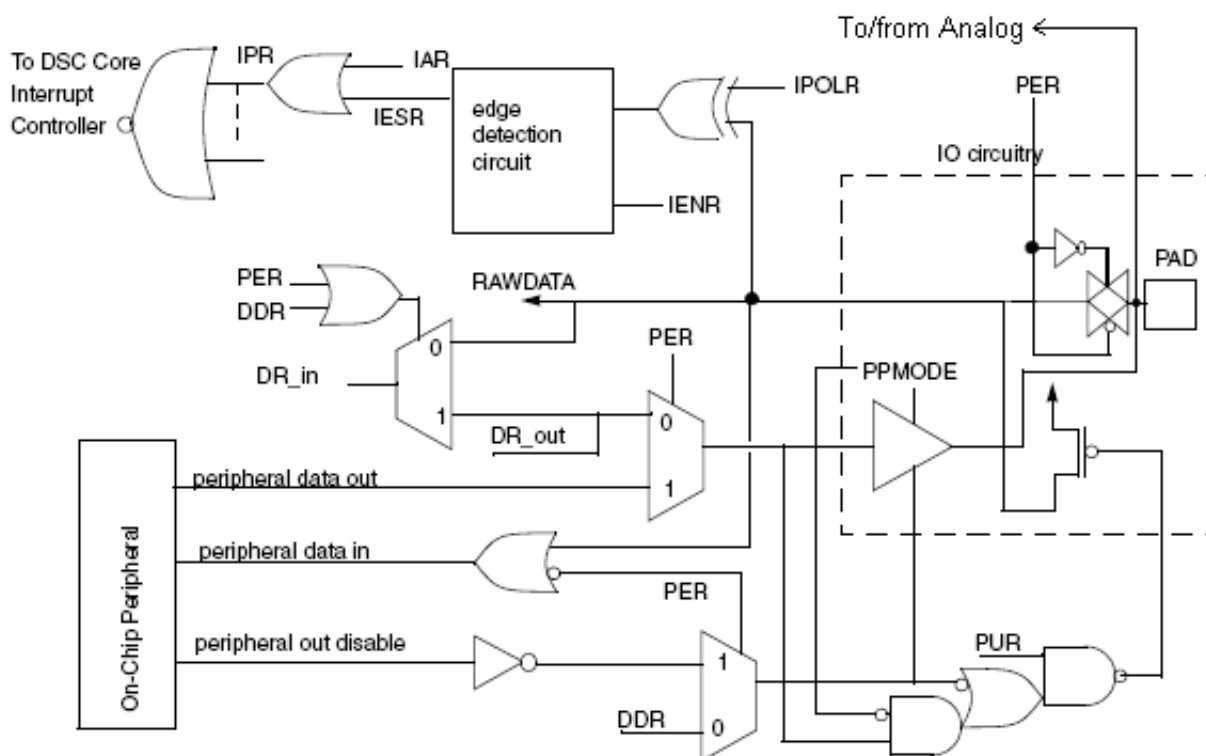 To/from Analog
To DSC Core
Interrupt
Controller
IPR
IAR
IESR
edge
detection
circuit
IPOLR
IENR
PER
IO circuitry
PAD
PER
DDR
RAWDATA
DR_in
0
1
PER
DR_out
0
1
PPMODE
On-Chip Peripheral
peripheral data out
peripheral data in
PER
peripheral out disable
1
DDR
0
PUR